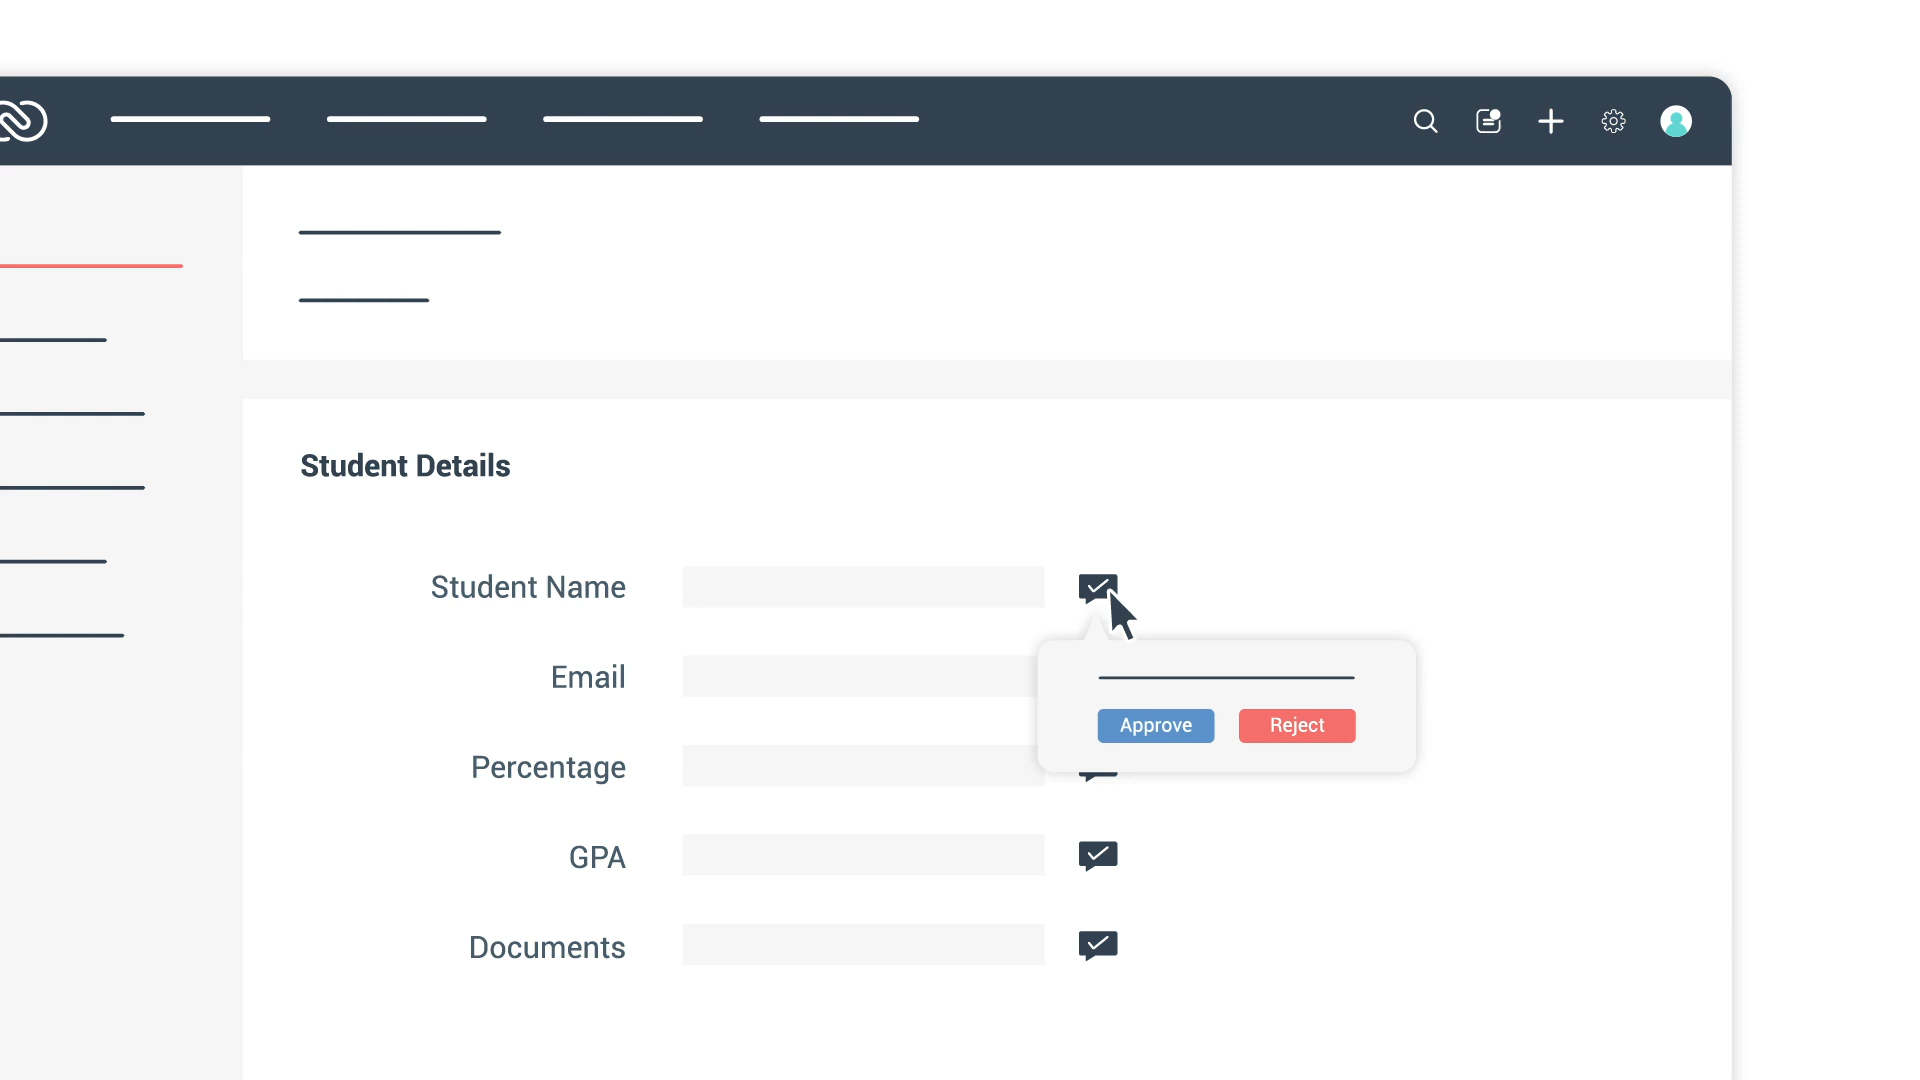 Student Details
Student Name
Email
Approve Reject
Percentage
GPA
Documents